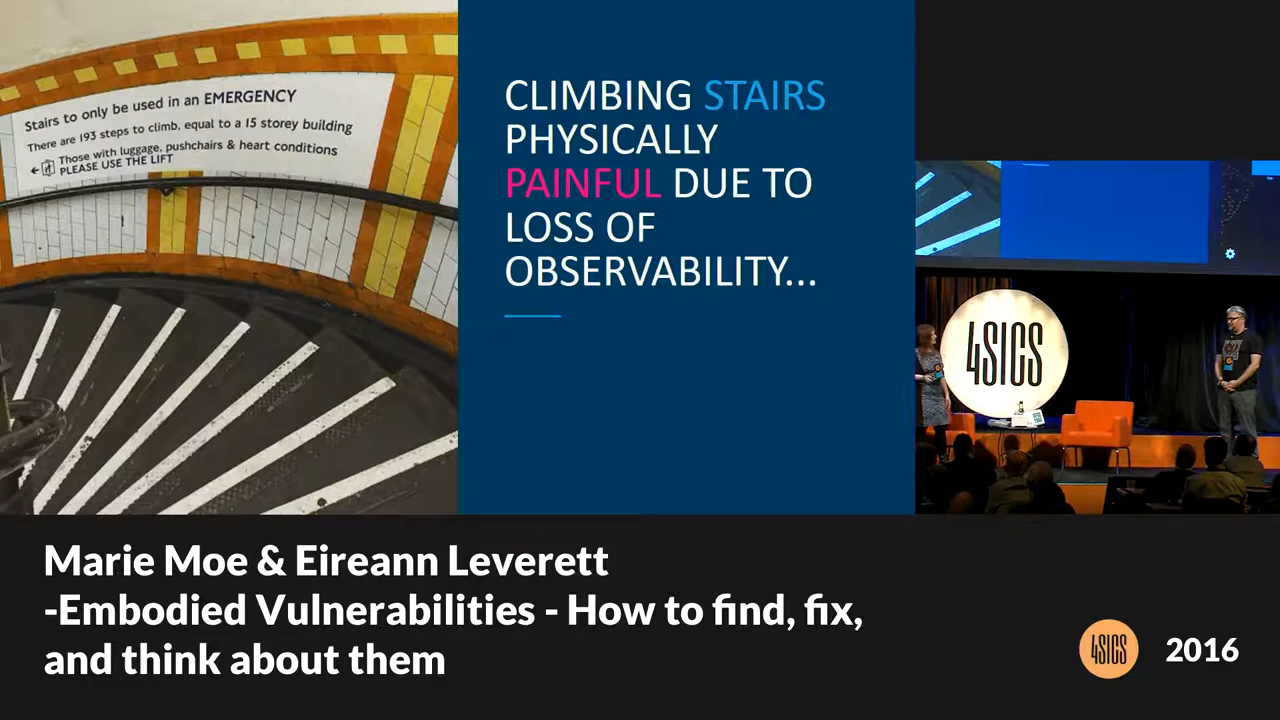 Stairs to only be used in an EMERGENCY
There are 193 steps to climb, equal to a 15 storey building
Those with luggage, pushchairs & heart conditions
PLEASE USE THE LIFT
CLIMBING STAIRS
PHYSICALLY
PAINFUL DUE TO
LOSS OF
OBSERVABILITY...
4SICS
Marie Moe & Eireann Leverett
-Embodied Vulnerabilities - How to find, fix,
and think about them
4SICS
2016